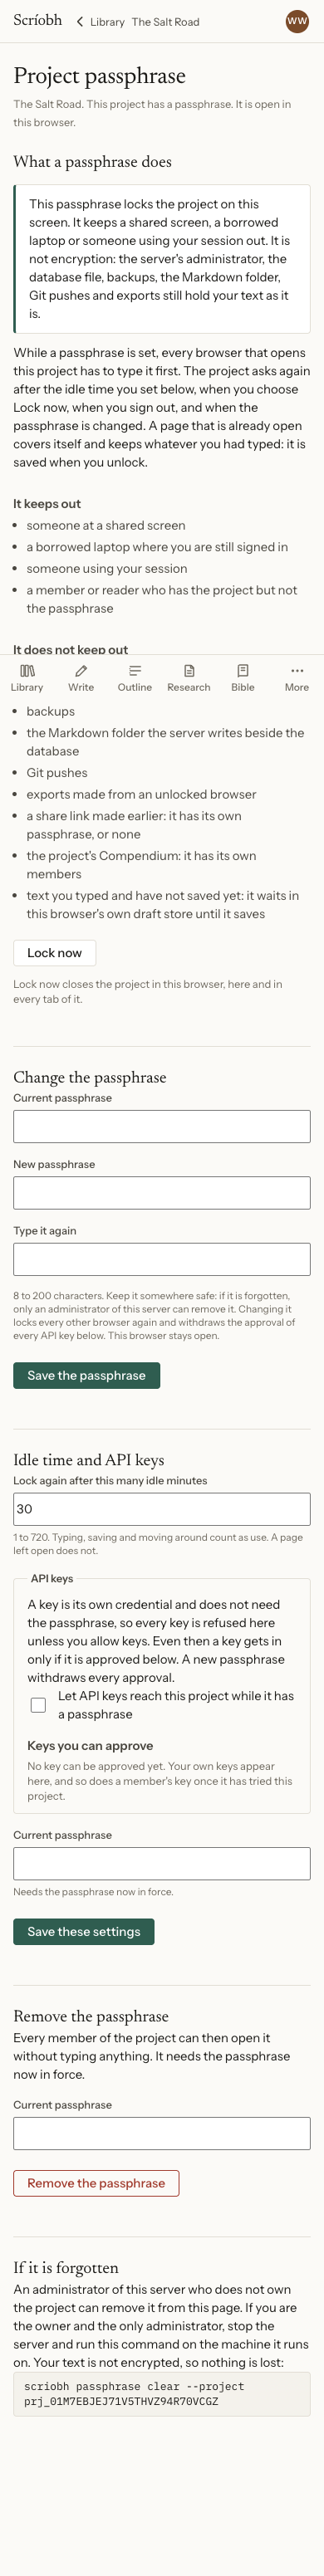 Scríobh
Library The Salt Road
WW
Project passphrase
The Salt Road. This project has a passphrase. It is open in
this browser.
What a passphrase does
This passphrase locks the project on this
screen. It keeps a shared screen, a borrowed
laptop or someone using your session out. It is
not encryption: the server's administrator, the
database file, backups, the Markdown folder,
Git pushes and exports still hold your text as it
is.
While a passphrase is set, every browser that opens
this project has to type it first. The project asks again
after the idle time you set below, when you choose
Lock now, when you sign out, and when the
passphrase is changed. A page that is already open
covers itself and keeps whatever you had typed: it is
saved when you unlock.
It keeps out
someone at a shared screen
a borrowed laptop where you are still signed in
someone using your session
a member or reader who has the project but not
the passphrase
It does not keep out
Library Write Outline Research Bible More
backups
the Markdown folder the server writes beside the
database
Git pushes
exports made from an unlocked browser
a share link made earlier: it has its own
passphrase, or none
the project's Compendium: it has its own
members
text you typed and have not saved yet: it waits in
this browser's own draft store until it saves
Lock now
Lock now closes the project in this browser, here and in
every tab of it.
Change the passphrase
Current passphrase
New passphrase
Type it again
8 to 200 characters. Keep it somewhere safe: if it is forgotten,
only an administrator of this server can remove it. Changing it
locks every other browser again and withdraws the approval of
every API key below. This browser stays open.
Save the passphrase
Idle time and API keys
Lock again after this many idle minutes
30
1 to 720. Typing, saving and moving around count as use. A page
left open does not.
API keys
A key is its own credential and does not need
the passphrase, so every key is refused here
unless you allow keys. Even then a key gets in
only if it is approved below. A new passphrase
withdraws every approval.
Let API keys reach this project while it has
a passphrase
Keys you can approve
No key can be approved yet. Your own keys appear
here, and so does a member's key once it has tried this
project.
Current passphrase
Needs the passphrase now in force.
Save these settings
Remove the passphrase
Every member of the project can then open it
without typing anything. It needs the passphrase
now in force.
Current passphrase
Remove the passphrase
If it is forgotten
An administrator of this server who does not own
the project can remove it from this page. If you are
the owner and the only administrator, stop the
server and run this command on the machine it runs
on. Your text is not encrypted, so nothing is lost:
scriobh passphrase clear --project
prj_01M7EBJEJ71V5THVZ94R70VCGZ